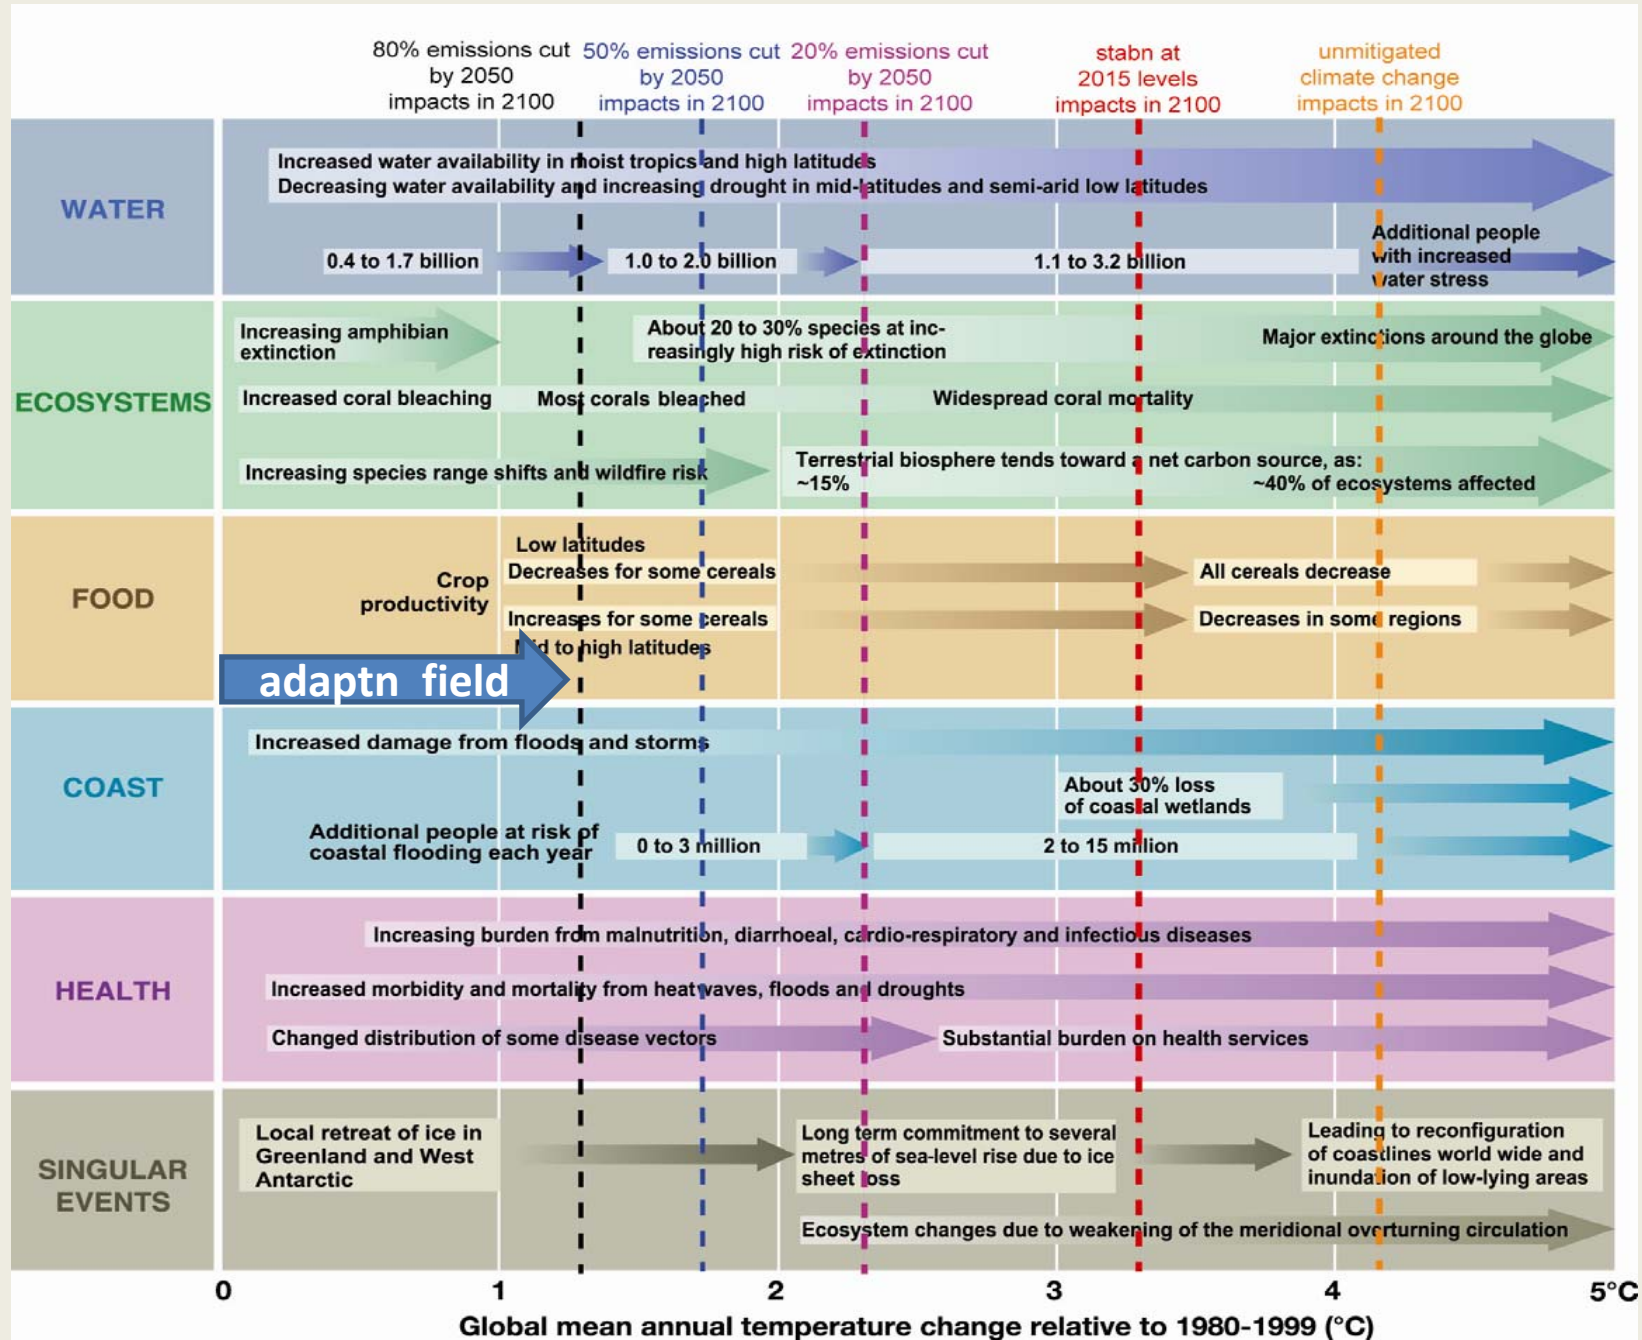 80% emissions cut
by 2050
impacts in 2100
50% emissions cut
by 2050
impacts in 2100
20% emissions cut
by 2050
impacts in 2100
stabn at
2015 levels
impacts in 2100
unmitigated
climate change
impacts in 2100
WATER
Increased water availability in moist tropics and high latitudes
Decreasing water availability and increasing drought in mid-latitudes and semi-arid low latitudes
0.4 to 1.7 billion
1.0 to 2.0 billion
1.1 to 3.2 billion
Additional people
with increased
water stress
ECOSYSTEMS
Increasing amphibian
extinction
About 20 to 30% species at inc-
reasingly high risk of extinction
Major extinctions around the globe
Increased coral bleaching
Most corals bleached
Widespread coral mortality
Increasing species range shifts and wildfire risk
Terrestrial biosphere tends toward a net carbon source, as:
~15%
~40% of ecosystems affected
FOOD
Crop
productivity
Low latitudes
Decreases for some cereals
All cereals decrease
Increases for some cereals
Mid to high latitudes
Decreases in some regions
adaptn field
COAST
Increased damage from floods and storms
About 30% loss
of coastal wetlands
Additional people at risk of
coastal flooding each year
0 to 3 million
2 to 15 million
HEALTH
Increasing burden from malnutrition, diarrhoeal, cardio-respiratory and infectious diseases
Increased morbidity and mortality from heatwaves, floods and droughts
Changed distribution of some disease vectors
Substantial burden on health services
SINGULAR
EVENTS
Local retreat of ice in
Greenland and West
Antarctic
Long term commitment to several
metres of sea-level rise due to ice
sheet loss
Leading to reconfiguration
of coastlines world wide and
inundation of low-lying areas
Ecosystem changes due to weakening of the meridional overturning circulation
0 1 2 3 4 5°C
Global mean annual temperature change relative to 1980-1999 (°C)